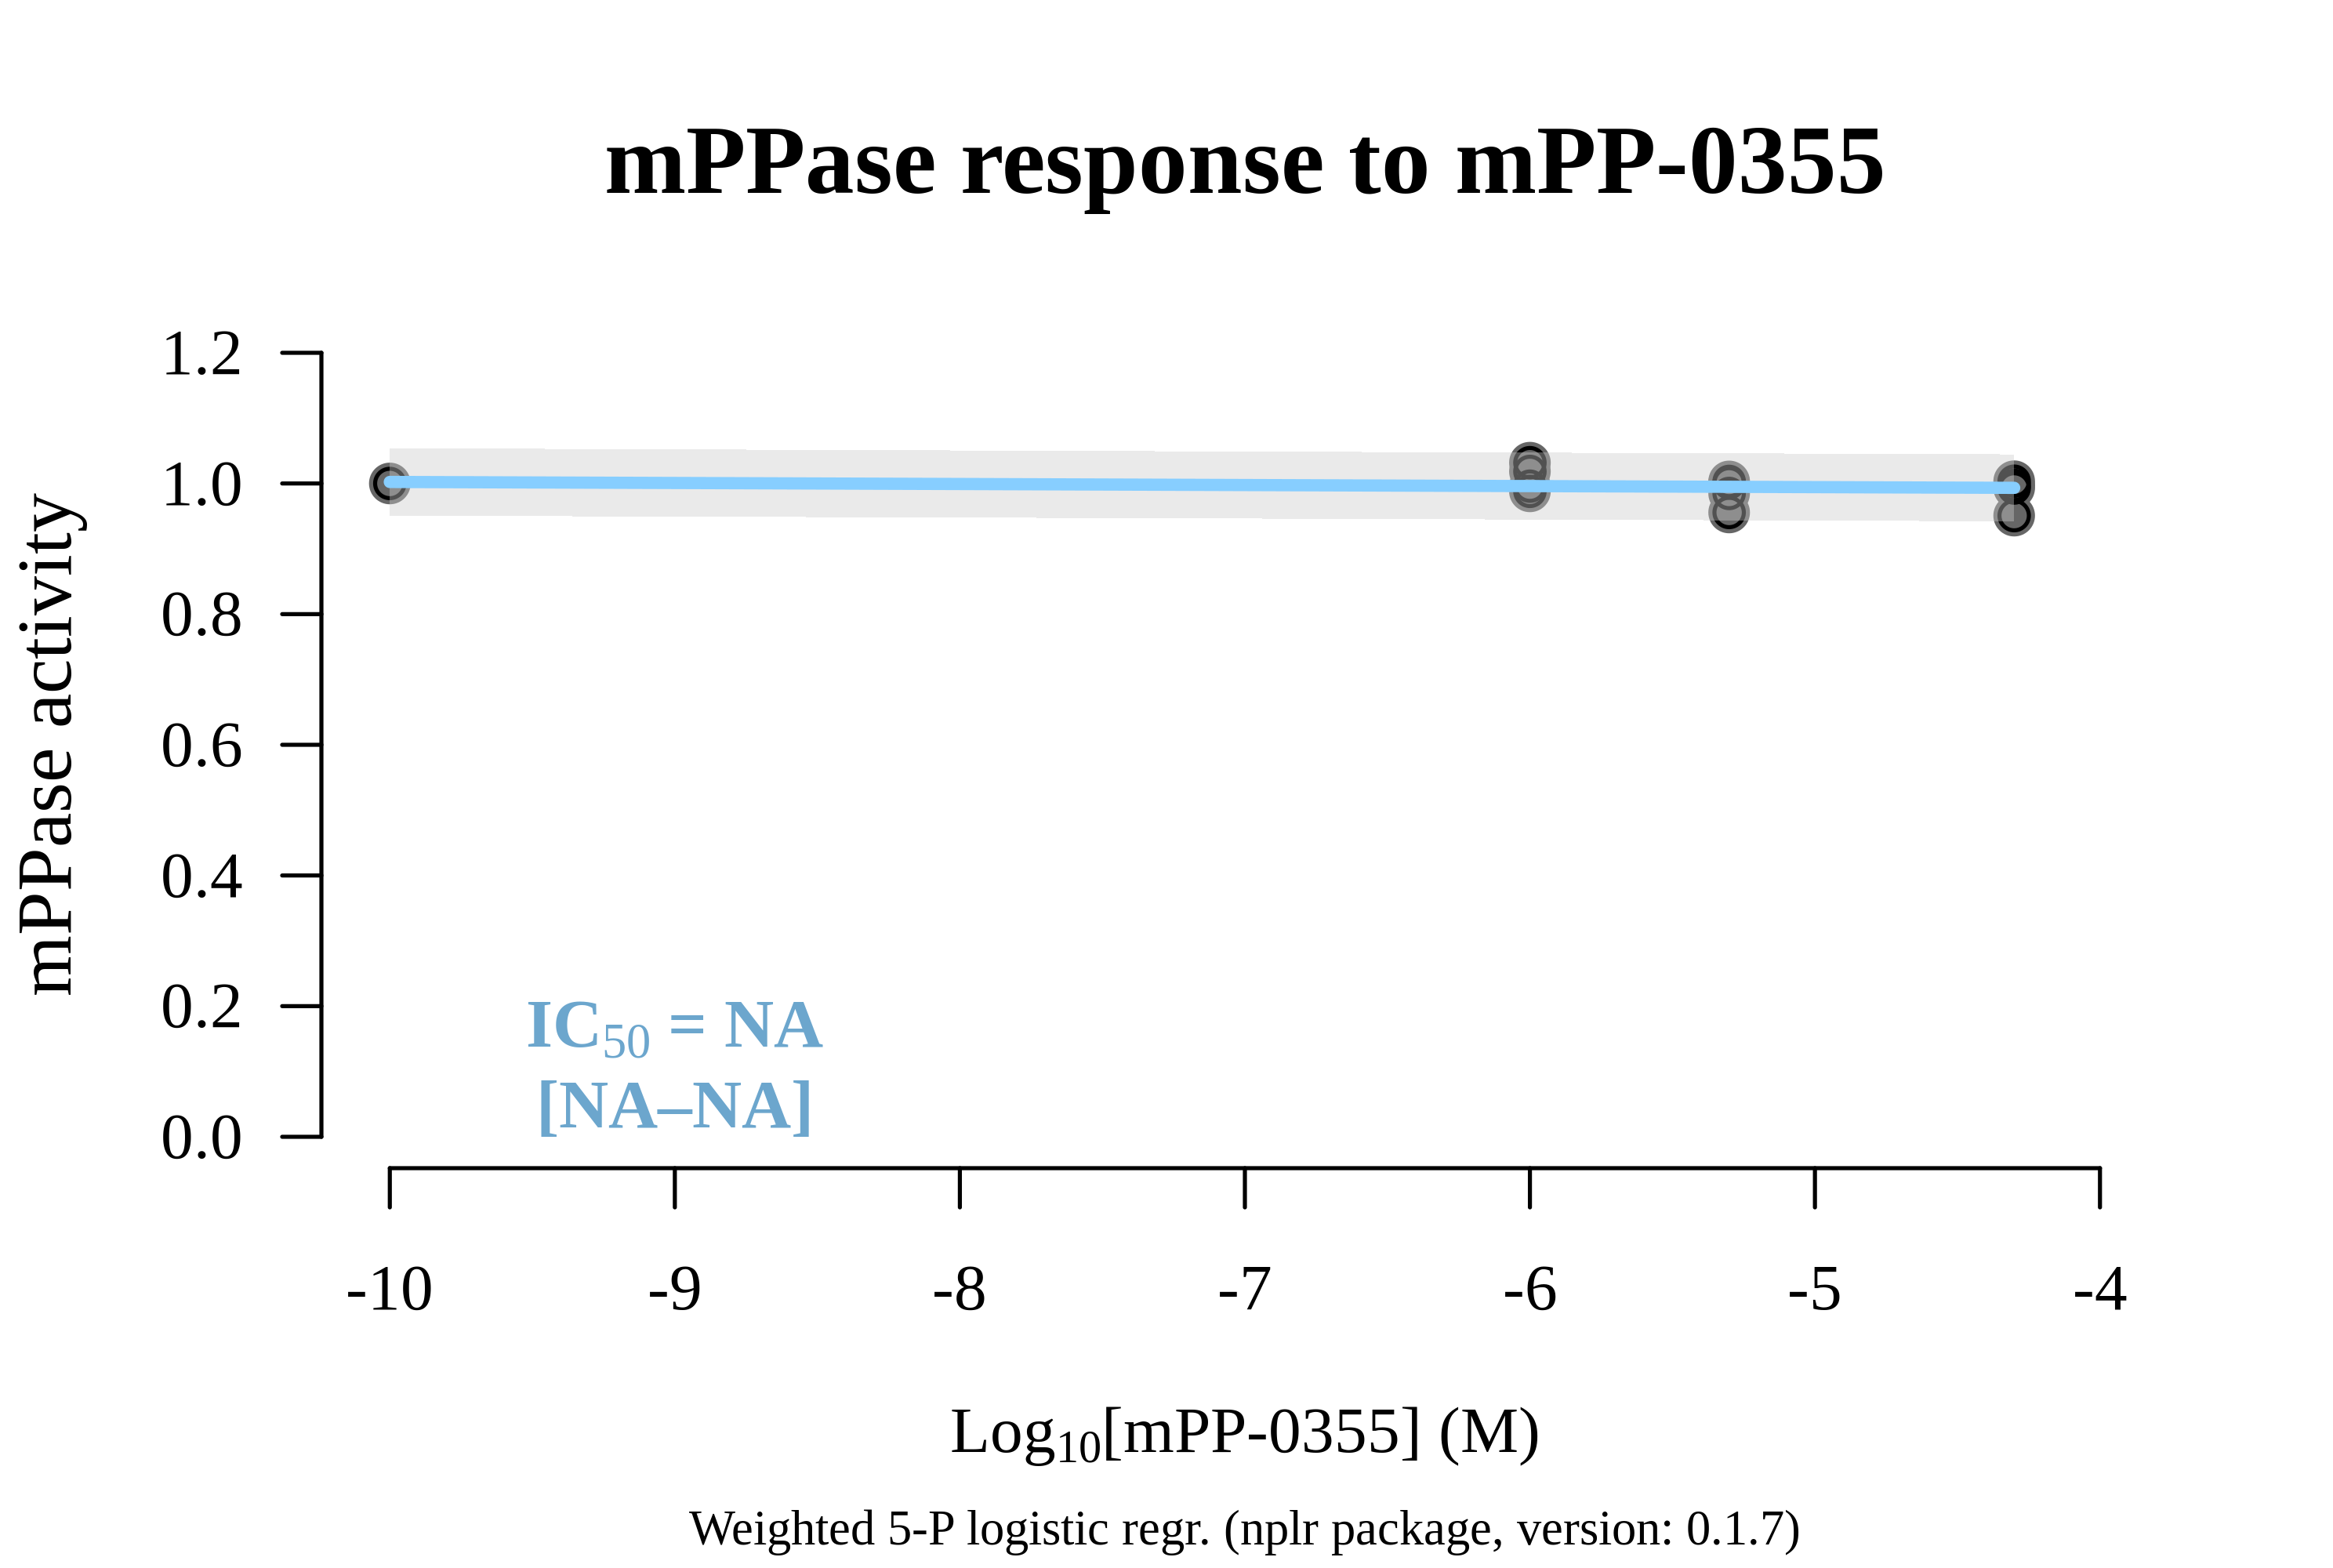 mPPase response to mPP-0355
mPPase activity
1.2
1.0
0.8
0.6
0.4
0.2
0.0
IC50 = NA
[NA–NA]
-10 -9 -8 -7 -6 -5 -4
Log10[mPP-0355] (M)
Weighted 5-P logistic regr. (nplr package, version: 0.1.7)